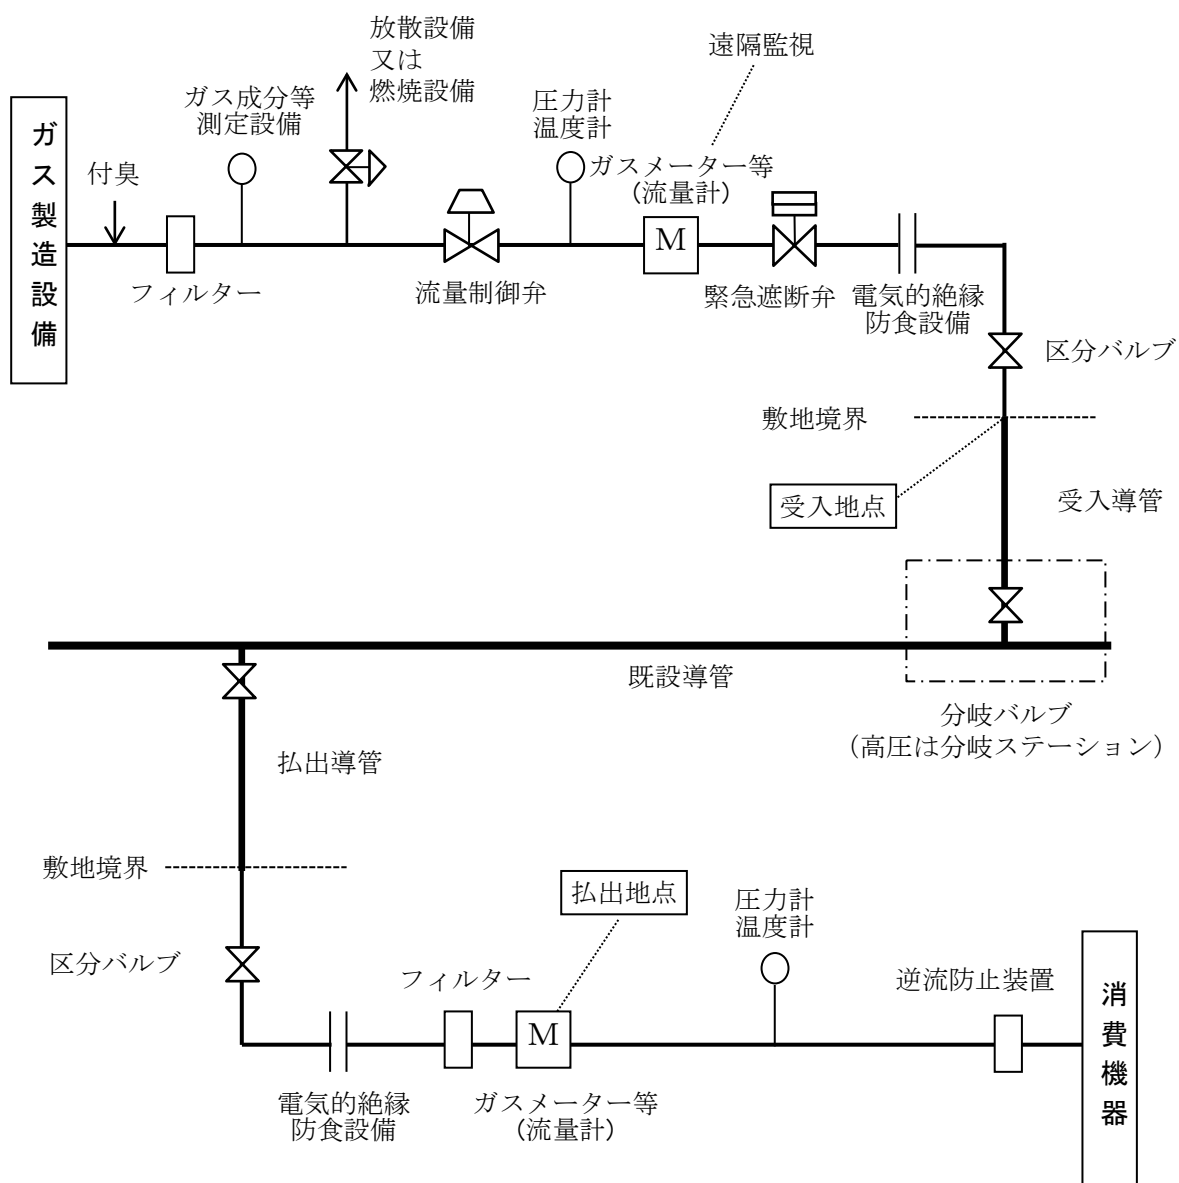 放散設備
又は
燃焼設備
遠隔監視
ガス成分等
測定設備
圧力計
温度計
ガス製造設備
付臭
ガスメーター等
(流量計)
M
フィルター
流量制御弁
緊急遮断弁
電気的絶縁
防食設備
区分バルブ
敷地境界
受入地点
受入導管
既設導管
分岐バルブ
（高圧は分岐ステーション）
払出導管
敷地境界
払出地点
圧力計
温度計
区分バルブ
フィルター
逆流防止装置
消費機器
M
電気的絶縁
防食設備
ガスメーター等
(流量計)